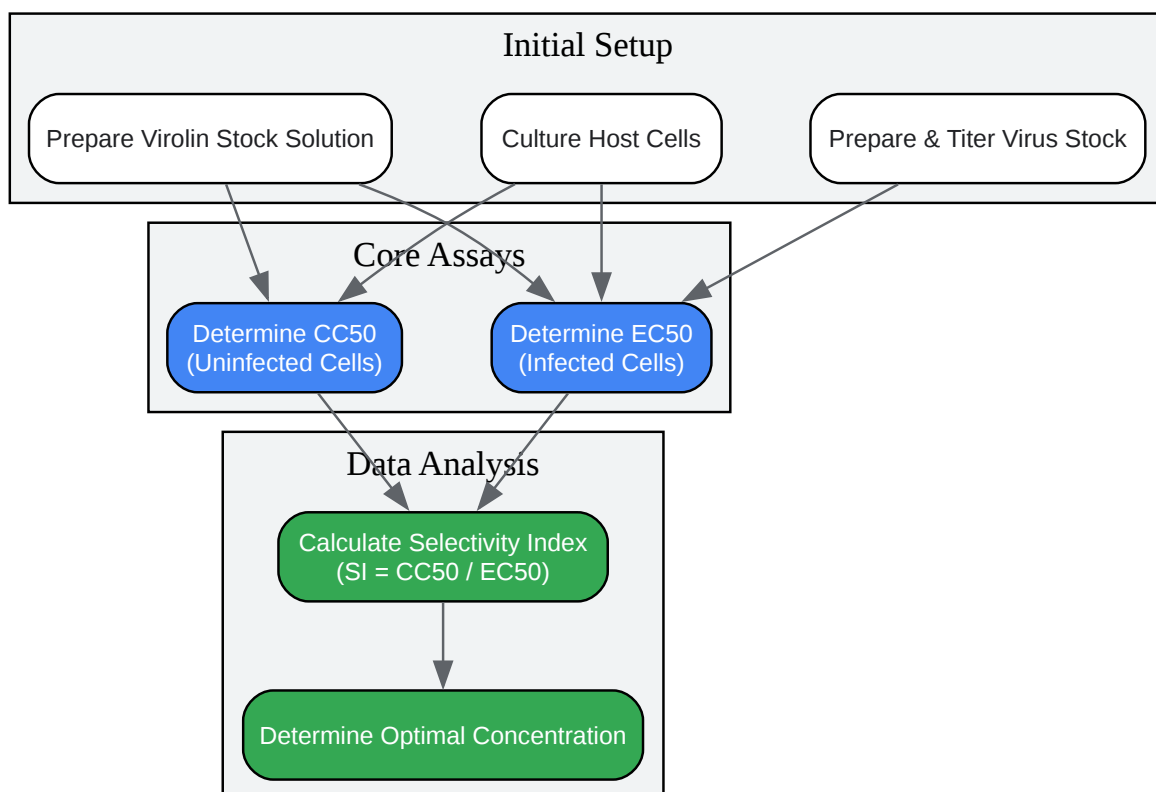 Initial Setup
Prepare Virolin Stock Solution
Culture Host Cells
Prepare & Titer Virus Stock
Core Assays
Determine CC50
(Uninfected Cells)
Determine EC50
(Infected Cells)
Data Analysis
Calculate Selectivity Index
(SI = CC50 / EC50)
Determine Optimal Concentration